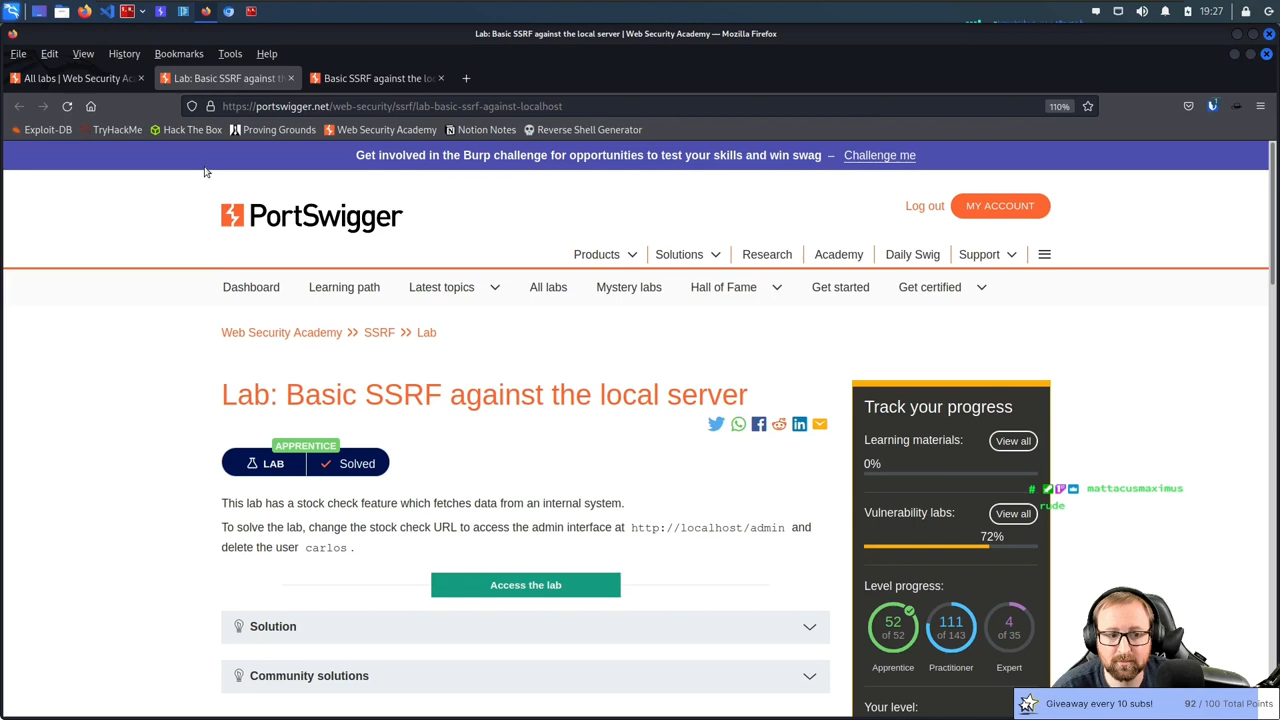 19:27
Lab: Basic SSRF against the local server | Web Security Academy — Mozilla Firefox
File Edit View History Bookmarks Tools Help
All labs | Web Security Ac
Lab: Basic SSRF against th
Basic SSRF against the loc
https://portswigger.net/web-security/ssrf/lab-basic-ssrf-against-localhost
110%
Exploit-DB TryHackMe Hack The Box Proving Grounds Web Security Academy Notion Notes Reverse Shell Generator
Get involved in the Burp challenge for opportunities to test your skills and win swag – Challenge me
PortSwigger
Log out MY ACCOUNT
Products Solutions Research Academy Daily Swig Support
Dashboard Learning path Latest topics All labs Mystery labs Hall of Fame Get started Get certified
Web Security Academy >> SSRF >> Lab
Lab: Basic SSRF against the local server
APPRENTICE
LAB Solved
This lab has a stock check feature which fetches data from an internal system.
To solve the lab, change the stock check URL to access the admin interface at http://localhost/admin and
delete the user carlos .
Access the lab
Solution
Community solutions
Track your progress
Learning materials: View all
0%
Vulnerability labs: View all
72%
Level progress:
52 of 52
111 of 143
4 of 35
Apprentice Practitioner Expert
Your level:
# mattacusmaximus
rude
Giveaway every 10 subs! 92 / 100 Total Points